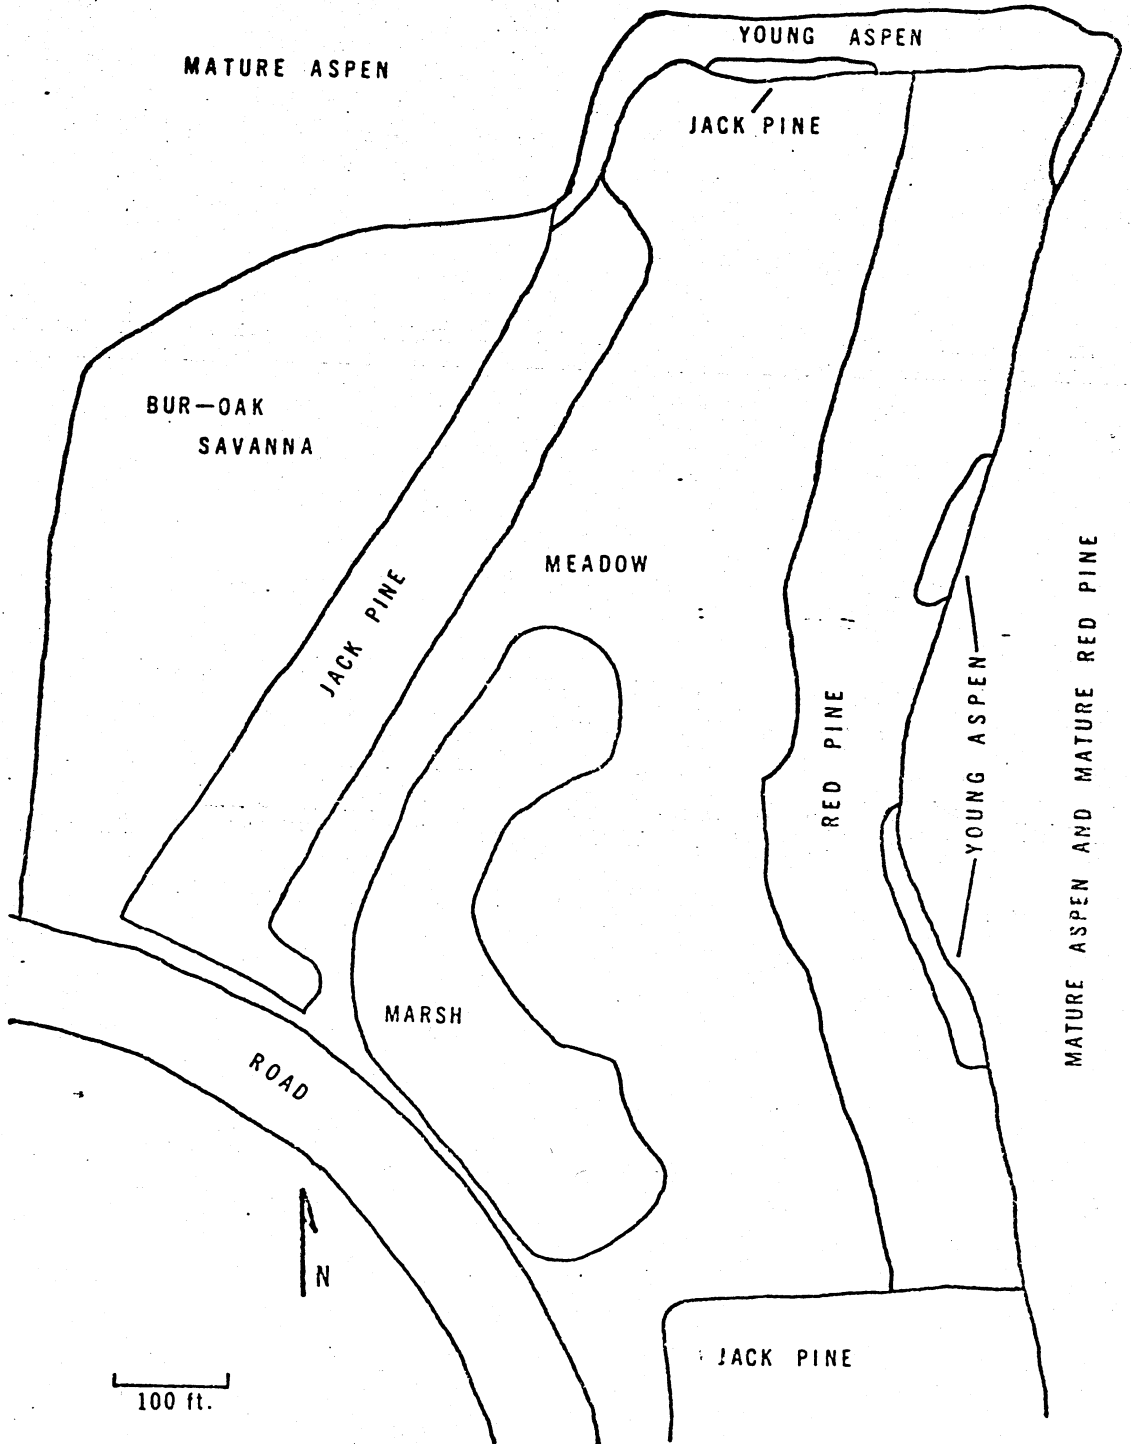 YOUNG ASPEN
MATURE ASPEN
JACK PINE
BUR-OAK
SAVANNA
MEADOW
JACK PINE
RED PINE
YOUNG ASPEN
MATURE ASPEN AND MATURE RED PINE
MARSH
ROAD
N
JACK PINE
100 ft.